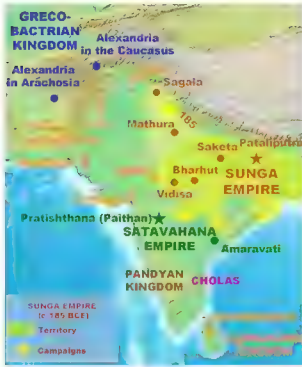 GRECO-
BACTRIAN
KINGDOM
Alexandria
in the Caucasus
Alexandria
in Arachosia
Sagala
Mathura
185
Saketa
Pataliputra
Bharhut
SUNGA
EMPIRE
Vidisa
Pratishthana (Paithan)
SATAVAHANA
EMPIRE
Amaravati
PANDYAN
KINGDOM
CHOLAS
SUNGA EMPIRE
(c 185 BCE)
Territory
Campaigns